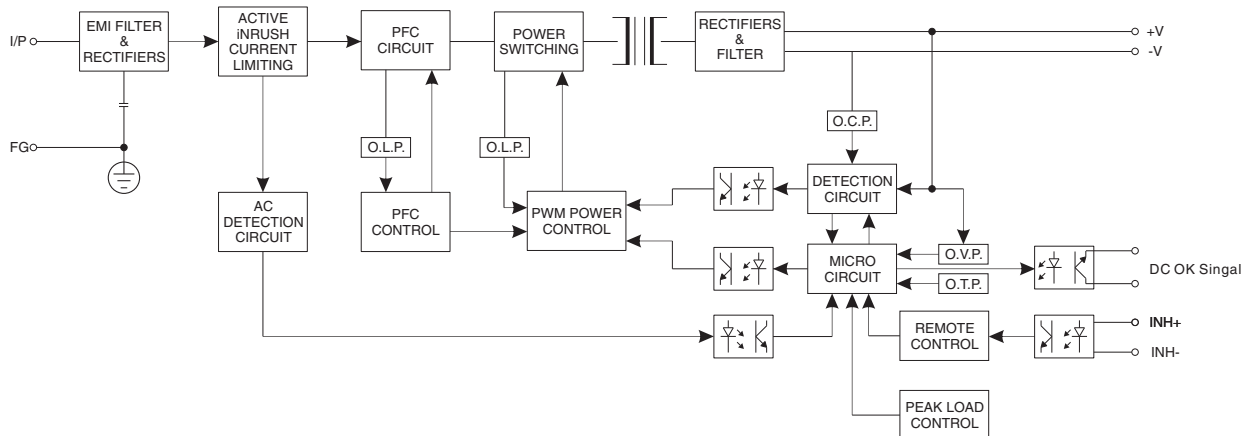 I/P
EMI FILTER
&
RECTIFIERS
ACTIVE
iNRUSH
CURRENT
LIMITING
PFC
CIRCUIT
POWER
SWITCHING
RECTIFIERS
&
FILTER
+V
-V
FG
O.L.P.
O.L.P.
O.C.P.
AC
DETECTION
CIRCUIT
PFC
CONTROL
PWM POWER
CONTROL
DETECTION
CIRCUIT
MICRO
CIRCUIT
O.V.P.
O.T.P.
DC OK Singal
REMOTE
CONTROL
INH+
INH-
PEAK LOAD
CONTROL